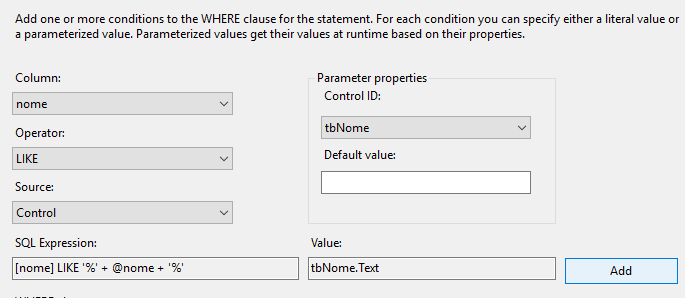 Add one or more conditions to the WHERE clause for the statement. For each condition you can specify either a literal value or
a parameterized value. Parameterized values get their values at runtime based on their properties.
Column:
nome
Operator:
LIKE
Source:
Control
Parameter properties
Control ID:
tbNome
Default value:
SQL Expression:
[nome] LIKE '%' + @nome + '%'
Value:
tbNome.Text
Add